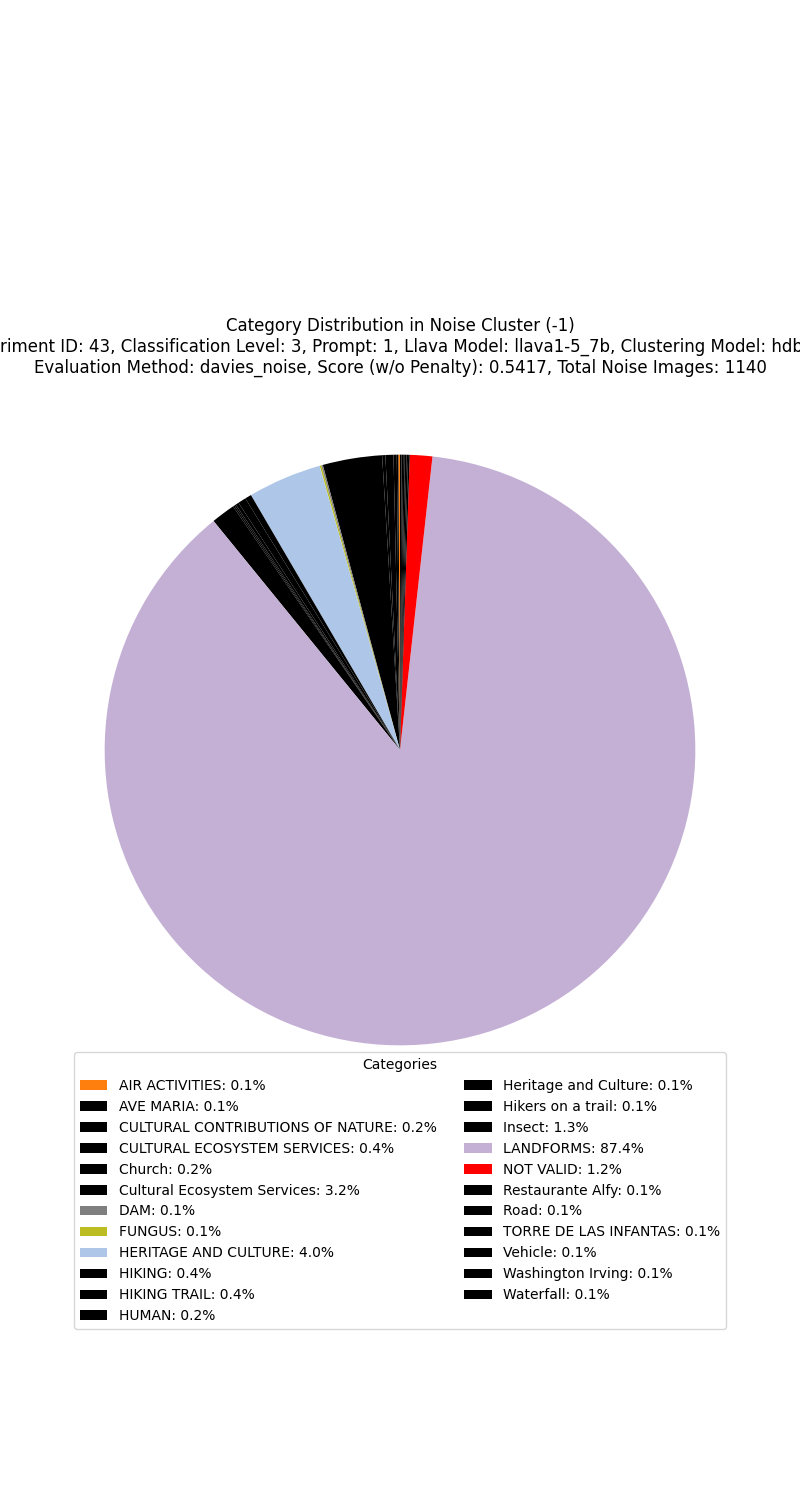 Category Distribution in Noise Cluster (-1)
ID: 43, Classification Level: 3, Prompt: 1, Llava Model: llava1-5_7b, Clustering Model:
Evaluation Method: davies_noise, Score (w/o Penalty): 0.5417, Total Noise Images: 1140
Categories
AIR ACTIVITIES: 0.1%
AVE MARIA: 0.1%
CULTURAL CONTRIBUTIONS OF NATURE: 0.2%
CULTURAL ECOSYSTEM SERVICES: 0.4%
Church: 0.2%
Cultural Ecosystem Services: 3.2%
DAM: 0.1%
FUNGUS: 0.1%
HERITAGE AND CULTURE: 4.0%
HIKING: 0.4%
HIKING TRAIL: 0.4%
HUMAN: 0.2%
Heritage and Culture: 0.1%
Hikers on a trail: 0.1%
Insect: 1.3%
LANDFORMS: 87.4%
NOT VALID: 1.2%
Restaurante Alfy: 0.1%
Road: 0.1%
TORRE DE LAS INFANTAS: 0.1%
Vehicle: 0.1%
Washington Irving: 0.1%
Waterfall: 0.1%